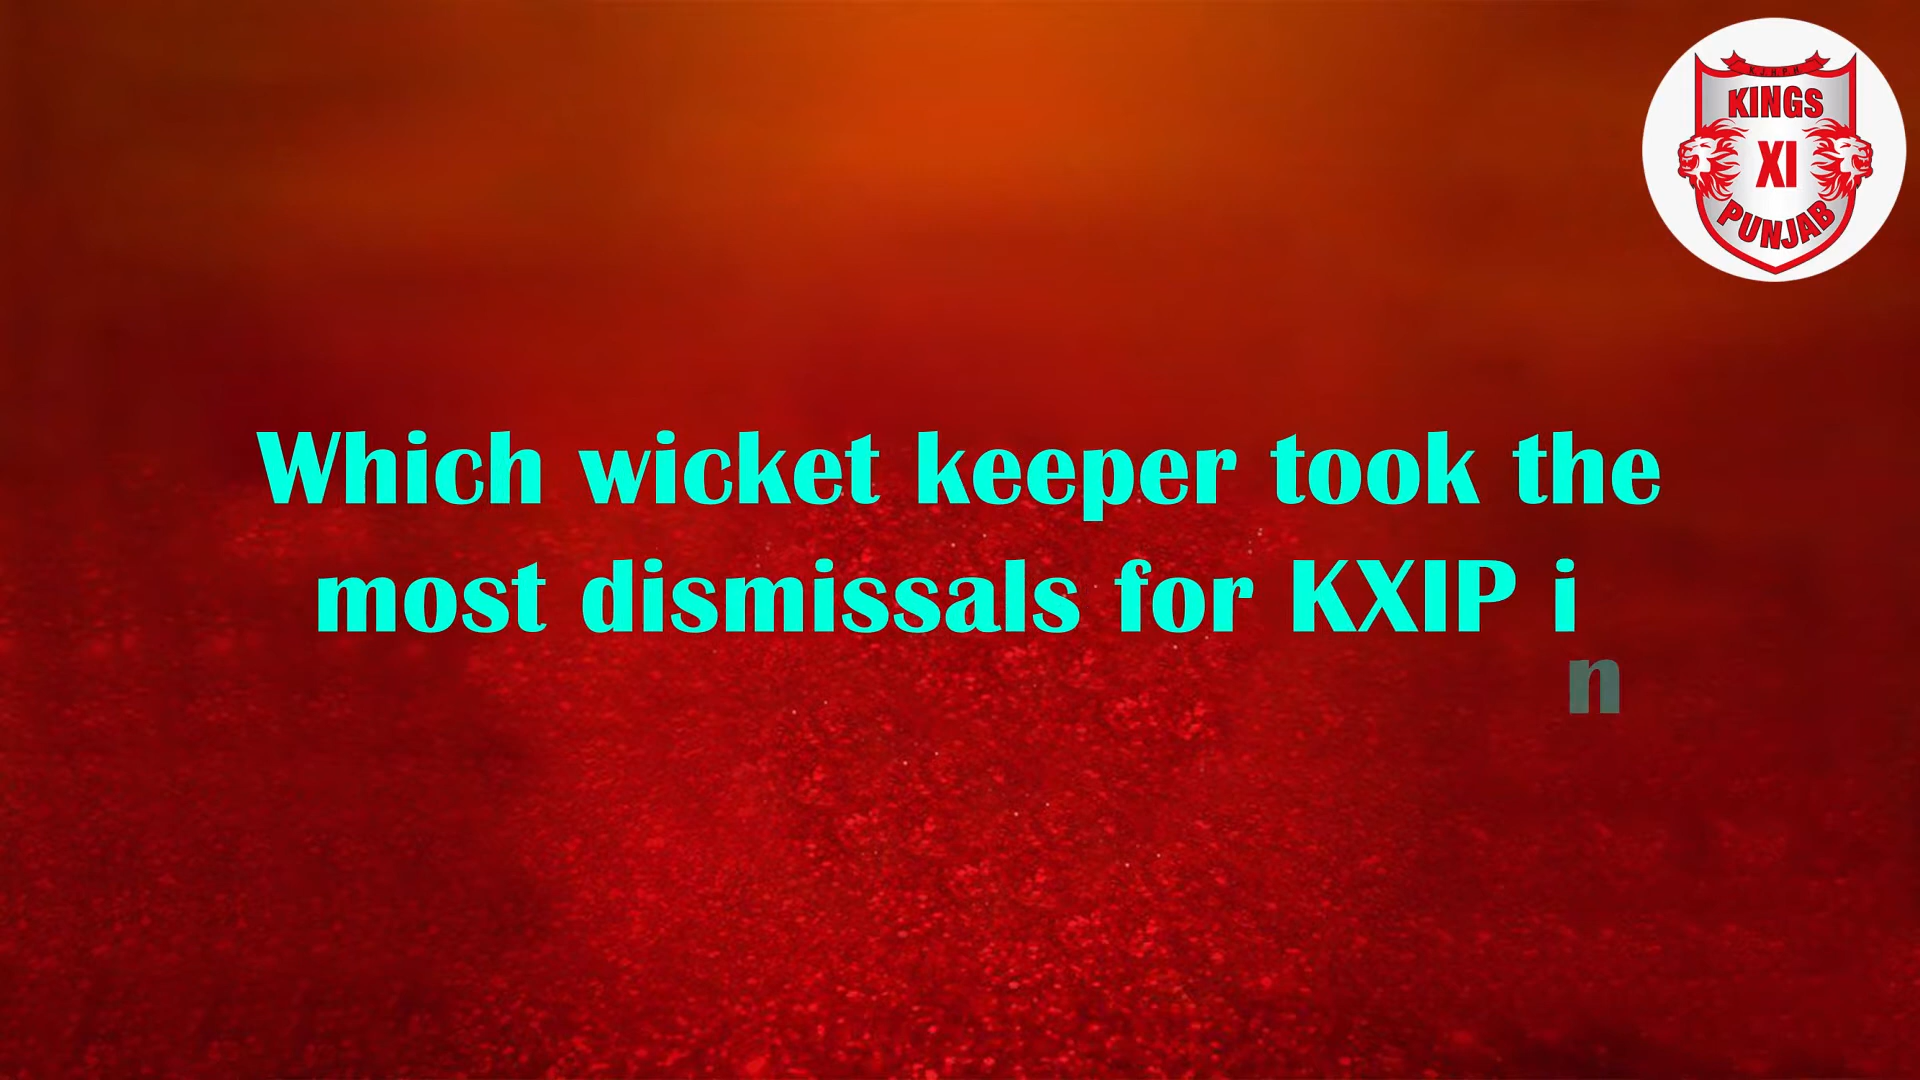 KINGS
XI
PUNJAB
Which wicket keeper took the
most dismissals for KXIP i
n